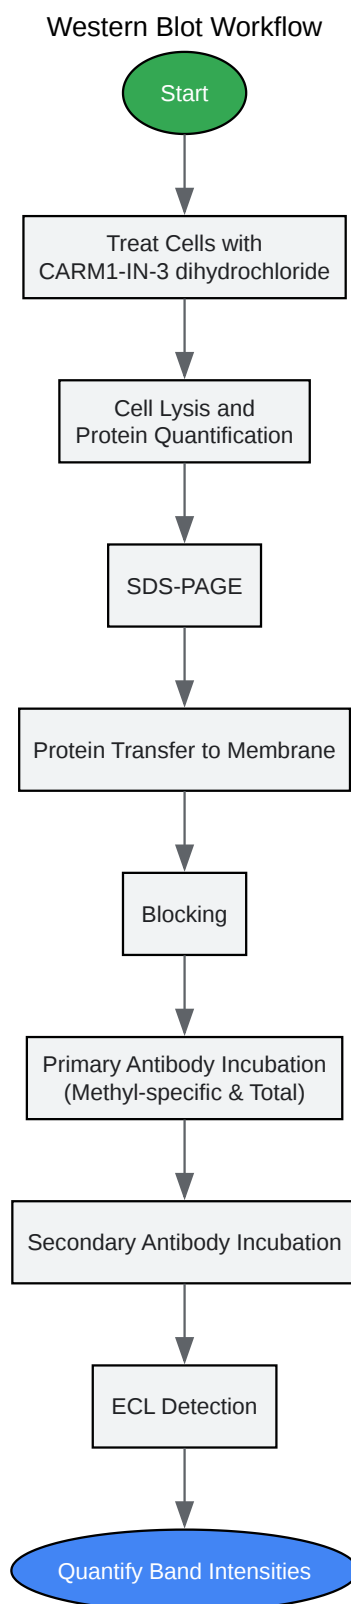 Western Blot Workflow
Start
Treat Cells with
CARM1-IN-3 dihydrochloride
Cell Lysis and
Protein Quantification
SDS-PAGE
Protein Transfer to Membrane
Blocking
Primary Antibody Incubation
(Methyl-specific & Total)
Secondary Antibody Incubation
ECL Detection
Quantify Band Intensities